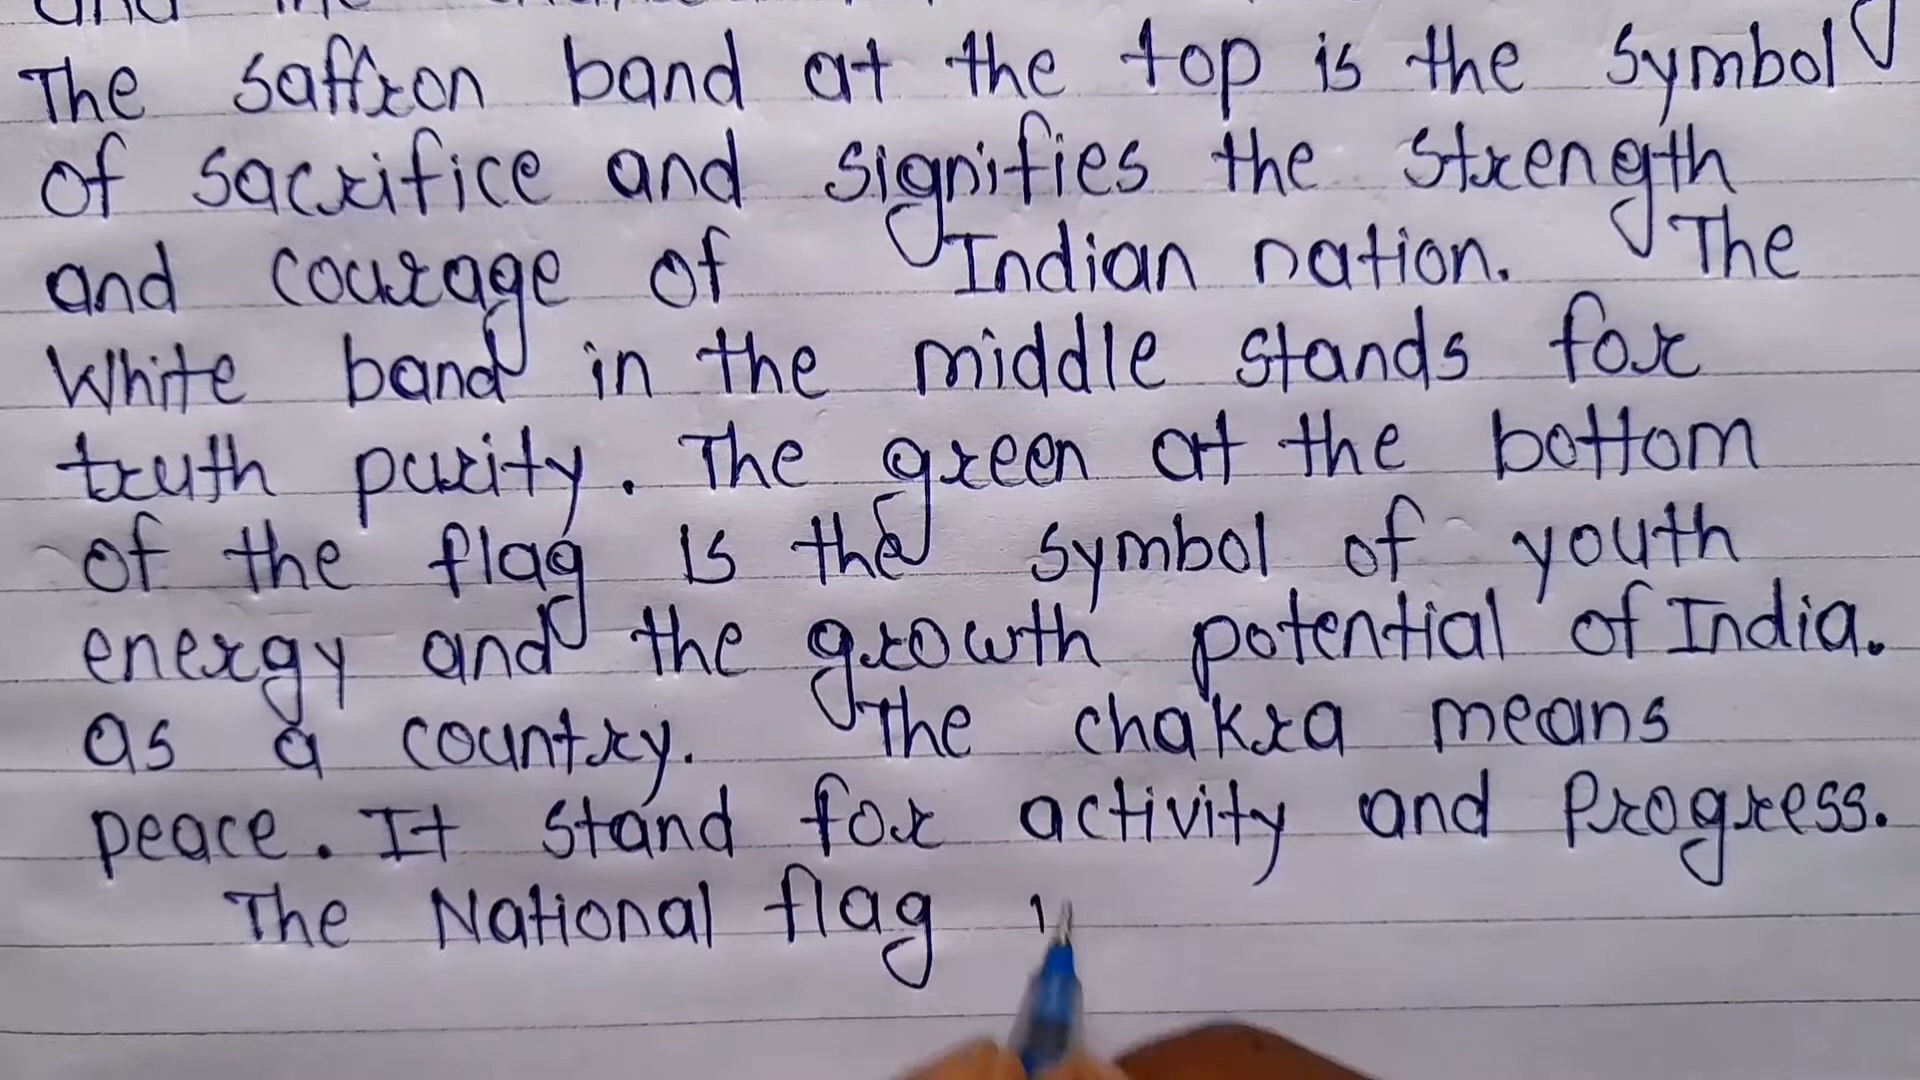 and the
The saffron band at the top is the symbol
of sacrifice and signifies the strength
and courage of Indian nation. The
White band in the middle stands for
truth purity. The green at the bottom
of the flag is the symbol of youth
energy and the growth potential of India.
as a country. The chakra means
peace. It stand for activity and Progress.
The National flag